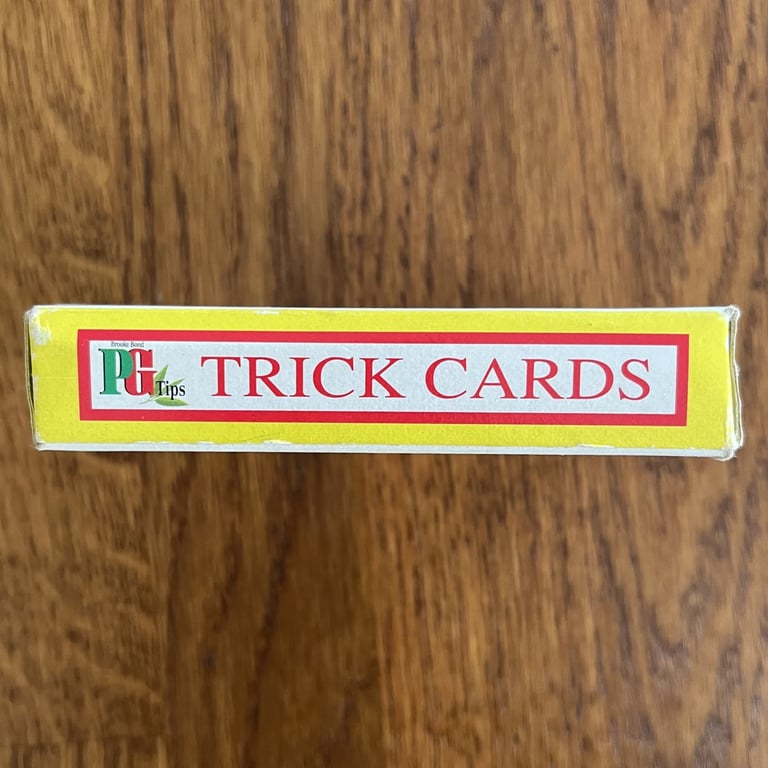 Brooke Bond
PG Tips
TRICK CARDS